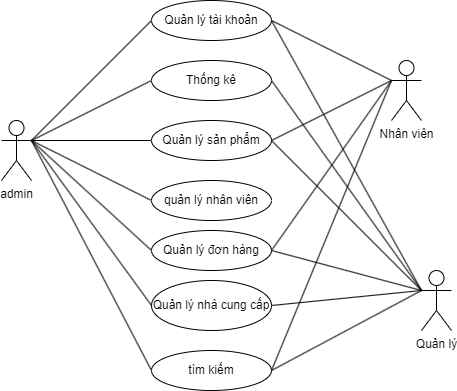 Quản lý tài khoản
Thống kê
Nhân viên
Quản lý sản phẩm
admin
quản lý nhân viên
Quản lý đơn hàng
Quản lý nhà cung cấp
Quản lý
tìm kiếm